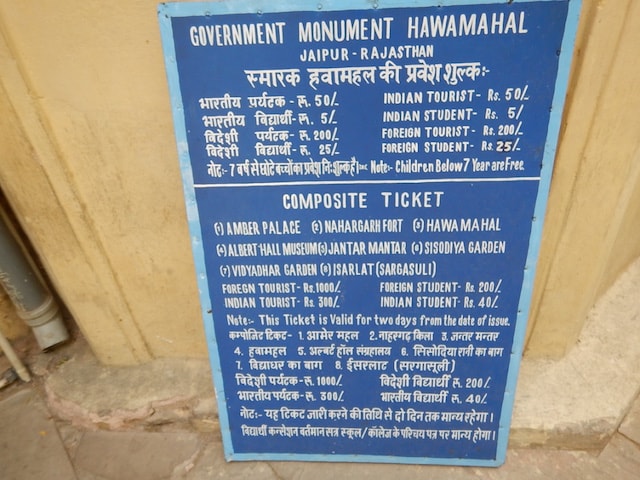 GOVERNMENT MONUMENT HAWAMAHAL
JAIPUR - RAJASTHAN
स्मारक हवामहल की प्रवेश शुल्क:-
भारतीय पर्यटक - रू. 50/- INDIAN TOURIST - Rs. 50/-
भारतीय विद्यार्थी - रू. 5/- INDIAN STUDENT - Rs. 5/
विदेशी पर्यटक - रू. 200/- FOREIGN TOURIST - Rs. 200/-
विदेशी विद्यार्थी - रू. 25/- FOREIGN STUDENT - Rs. 25/-
नोट:- 7 वर्ष से छोटे बच्चों का प्रवेश निःशुल्क है। Note:- Children Below 7 Year are Free.
COMPOSITE TICKET
(1) AMBER PALACE (2) NAHARGARH FORT (3) HAWAMAHAL
(4) ALBERT HALL MUSEUM (5) JANTAR MANTAR (6) SISODIYA GARDEN
(7) VIDYADHAR GARDEN (8) ISARLAT (SARGASULI)
FOREGN TOURIST - Rs. 1000/ FOREIGN STUDENT - Rs. 200/
INDIAN TOURIST - Rs. 300/ INDIAN STUDENT - Rs. 40/
Note:- This Ticket is Valid for two days from the date of issue.
कम्पोजिट टिकट - 1. आमेर महल 2. नाहरगढ़ किला 3. जन्तर मन्तर
4. हवामहल 5. अल्बर्ट हॉल संग्रहालय 6. सिसोदिया रानी का बाग
7. विद्याधर का बाग 8. ईसरलाट (सरगासूली)
विदेशी पर्यटक - रू. 1000/- विदेशी विद्यार्थी रू. 200/
भारतीय पर्यटक - रू. 300/ भारतीय विद्यार्थी रू. 40/
नोट:- यह टिकट जारी करने की तिथि से दो दिन तक मान्य रहेगा।
विद्यार्थी कन्सेशन वर्तमान सत्र स्कूल/कॉलेज के परिचय पत्र पर मान्य होगा।